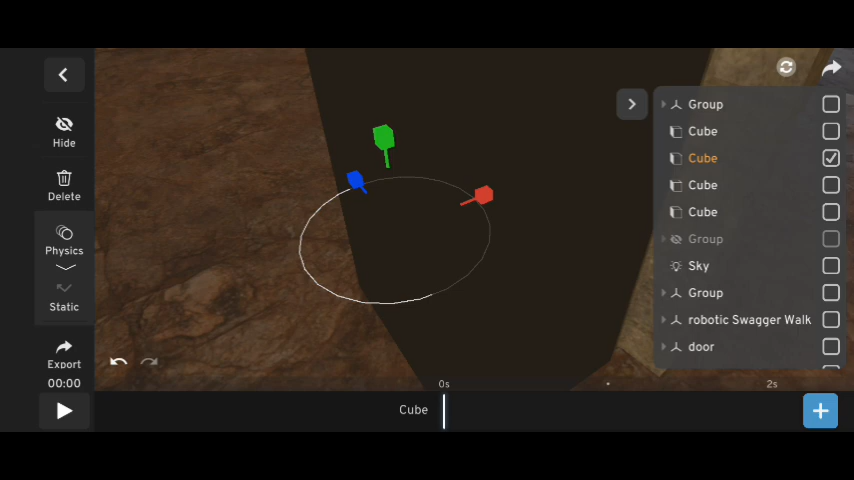 Hide
Delete
Physics
Static
Export
00:00
Group
Cube
Cube
Cube
Cube
Group
Sky
Group
robotic Swagger Walk
door
0s
2s
Cube